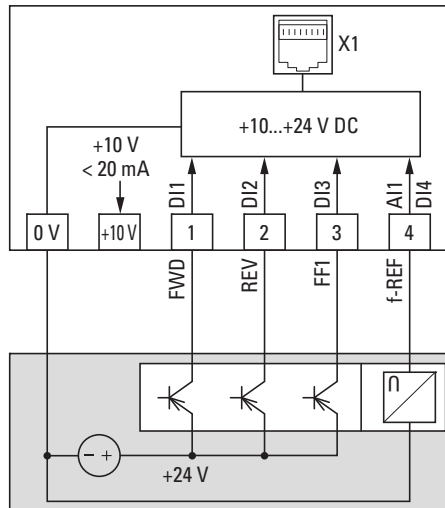 X1
+10...+24 V DC
+10 V
< 20 mA
DI1
DI2
DI3
AI1
DI4
0 V
+10 V
1
2
3
4
FWD
REV
FF1
f-REF
- +
+24 V